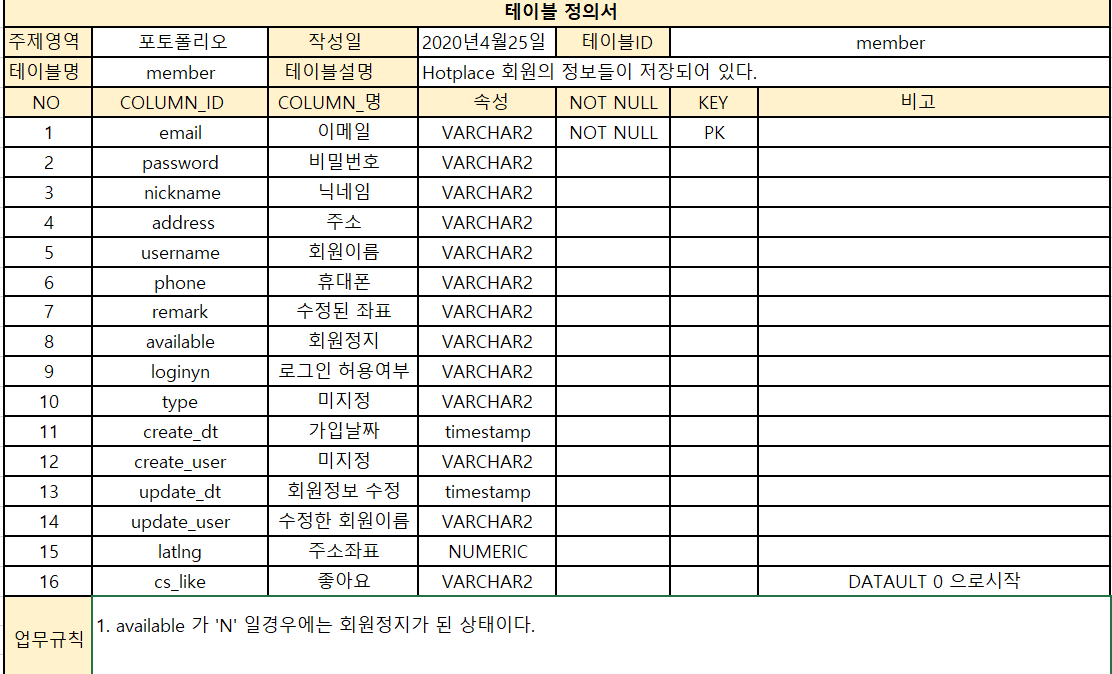 테이블 정의서
주제영역 포토폴리오 작성일 2020년4월25일 테이블ID member
테이블명 member 테이블설명 Hotplace 회원의 정보들이 저장되어 있다.
NO COLUMN_ID COLUMN_명 속성 NOT NULL KEY 비고
1 email 이메일 VARCHAR2 NOT NULL PK
2 password 비밀번호 VARCHAR2
3 nickname 닉네임 VARCHAR2
4 address 주소 VARCHAR2
5 username 회원이름 VARCHAR2
6 phone 휴대폰 VARCHAR2
7 remark 수정된 좌표 VARCHAR2
8 available 회원정지 VARCHAR2
9 loginyn 로그인 허용여부 VARCHAR2
10 type 미지정 VARCHAR2
11 create_dt 가입날짜 timestamp
12 create_user 미지정 VARCHAR2
13 update_dt 회원정보 수정 timestamp
14 update_user 수정한 회원이름 VARCHAR2
15 latlng 주소좌표 NUMERIC
16 cs_like 좋아요 VARCHAR2 DATAULT 0 으로시작
업무규칙 1. available 가 'N' 일경우에는 회원정지가 된 상태이다.